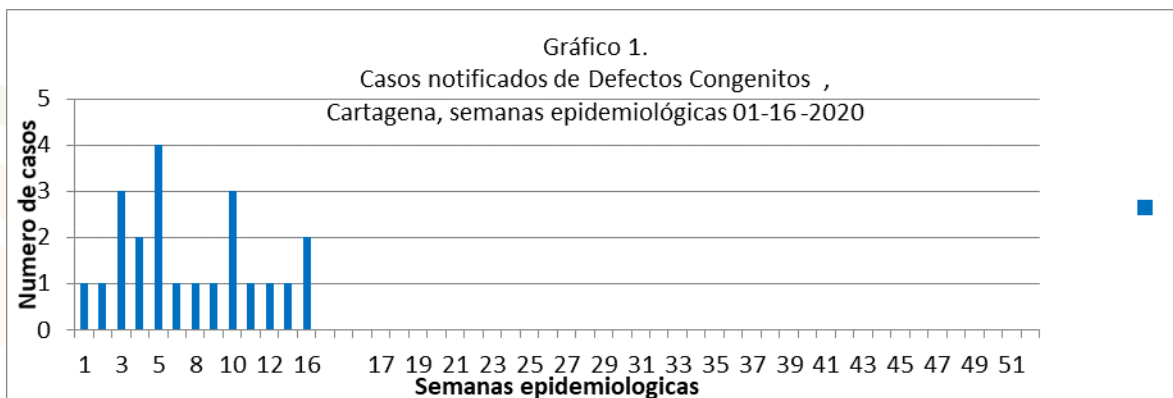 Gráfico 1.
Casos notificados de Defectos Congenitos ,
Cartagena, semanas epidemiológicas 01-16 -2020
Numero de casos
5
4
3
2
1
0
1 3 5 8 10 12 16 17 19 21 23 25 27 29 31 33 35 37 39 41 43 45 47 49 51
Semanas epidemiologicas